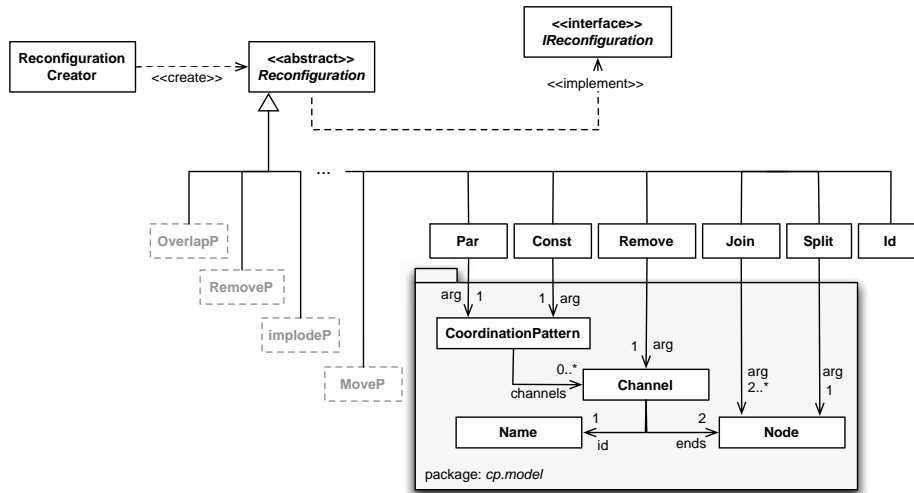 <<interface>>
IReconfiguration
Reconfiguration
Creator
<<create>>
<<abstract>>
Reconfiguration
<<implement>>
...
OverlapP
RemoveP
implodeP
MoveP
Par
Const
Remove
Join
Split
Id
arg
1
1
arg
CoordinationPattern
1
arg
0..*
channels
Channel
arg
2..*
arg
1
1
2
Name
id
ends
Node
package: cp.model